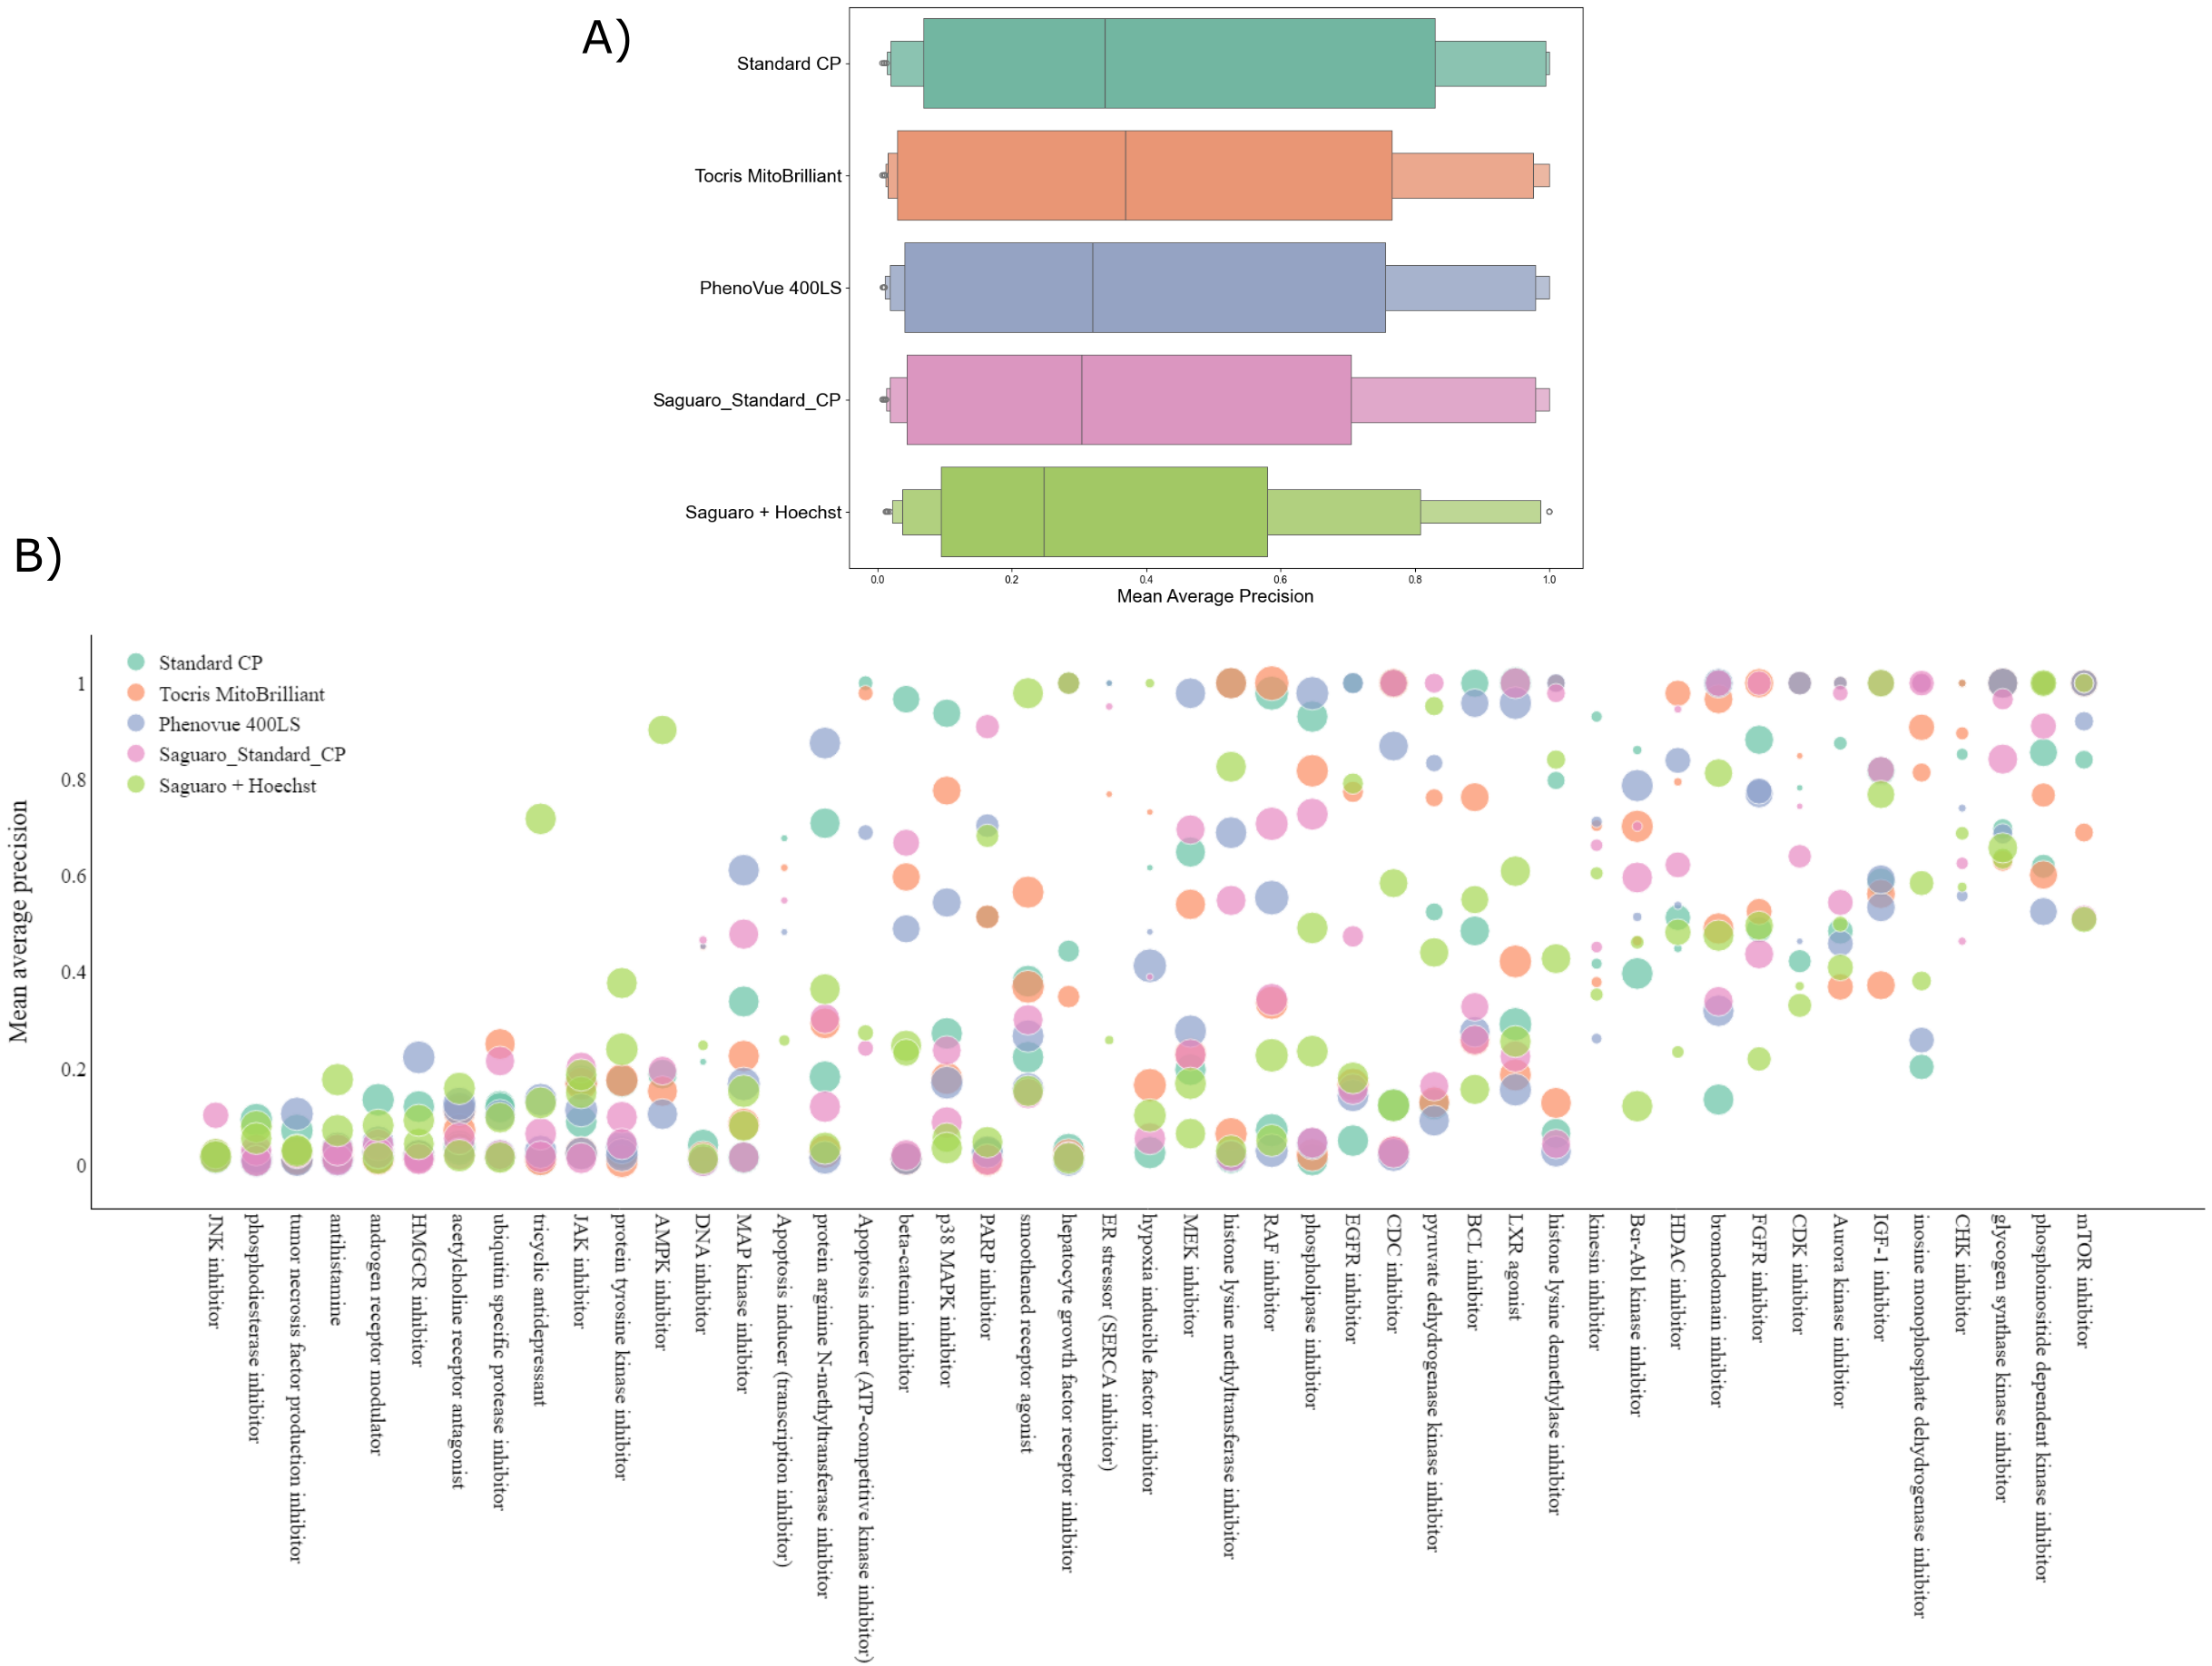 A)
Standard CP
Tocris MitoBrilliant
PhenoVue 400LS
Saguaro_Standard_CP
Saguaro + Hoechst
0.0 0.2 0.4 0.6 0.8 1.0
Mean Average Precision
B)
Standard CP
Tocris MitoBrilliant
Phenovue 400LS
Saguaro_Standard_CP
Saguaro + Hoechst
1
0.8
0.6
0.4
0.2
0
Mean average precision
JNK inhibitor
phosphodiesterase inhibitor
tumor necrosis factor production inhibitor
antihistamine
androgen receptor modulator
HMGCR inhibitor
acetylcholine receptor antagonist
ubiquitin specific protease inhibitor
tricyclic antidepressant
JAK inhibitor
protein tyrosine kinase inhibitor
AMPK inhibitor
DNA inhibitor
MAP kinase inhibitor
Apoptosis inducer (transcription inhibitor)
protein arginine N-methyltransferase inhibitor
Apoptosis inducer (ATP-competitive kinase inhibitor)
beta-catenin inhibitor
p38 MAPK inhibitor
PARP inhibitor
smoothened receptor agonist
hepatocyte growth factor receptor inhibitor
ER stressor (SERCA inhibitor)
hypoxia inducible factor inhibitor
MEK inhibitor
histone lysine methyltransferase inhibitor
RAF inhibitor
phospholipase inhibitor
EGFR inhibitor
CDC inhibitor
pyruvate dehydrogenase kinase inhibitor
BCL inhibitor
LXR agonist
histone lysine demethylase inhibitor
kinesin inhibitor
Bcr-Abl kinase inhibitor
HDAC inhibitor
bromodomain inhibitor
FGFR inhibitor
CDK inhibitor
Aurora kinase inhibitor
IGF-1 inhibitor
inosine monophosphate dehydrogenase inhibitor
CHK inhibitor
glycogen synthase kinase inhibitor
phosphoinositide dependent kinase inhibitor
mTOR inhibitor